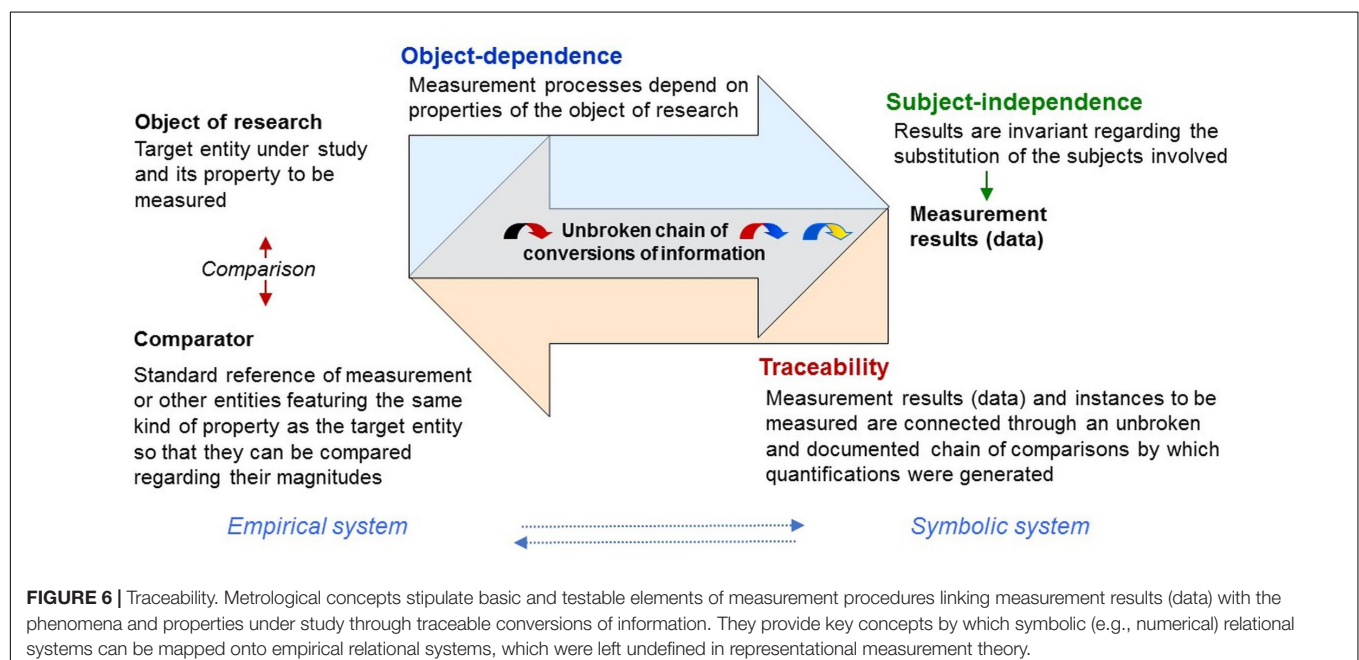 Object-dependence
Measurement processes depend on
properties of the object of research
Object of research
Target entity under study
and its property to be
measured
Comparison
Comparator
Standard reference of measurement
or other entities featuring the same
kind of property as the target entity
so that they can be compared
regarding their magnitudes
Unbroken chain of
conversions of information
Subject-independence
Results are invariant regarding the
substitution of the subjects involved
Measurement
results (data)
Traceability
Measurement results (data) and instances to be
measured are connected through an unbroken
and documented chain of comparisons by which
quantifications were generated
Empirical system
Symbolic system
FIGURE 6 | Traceability. Metrological concepts stipulate basic and testable elements of measurement procedures linking measurement results (data) with the
phenomena and properties under study through traceable conversions of information. They provide key concepts by which symbolic (e.g., numerical) relational
systems can be mapped onto empirical relational systems, which were left undefined in representational measurement theory.